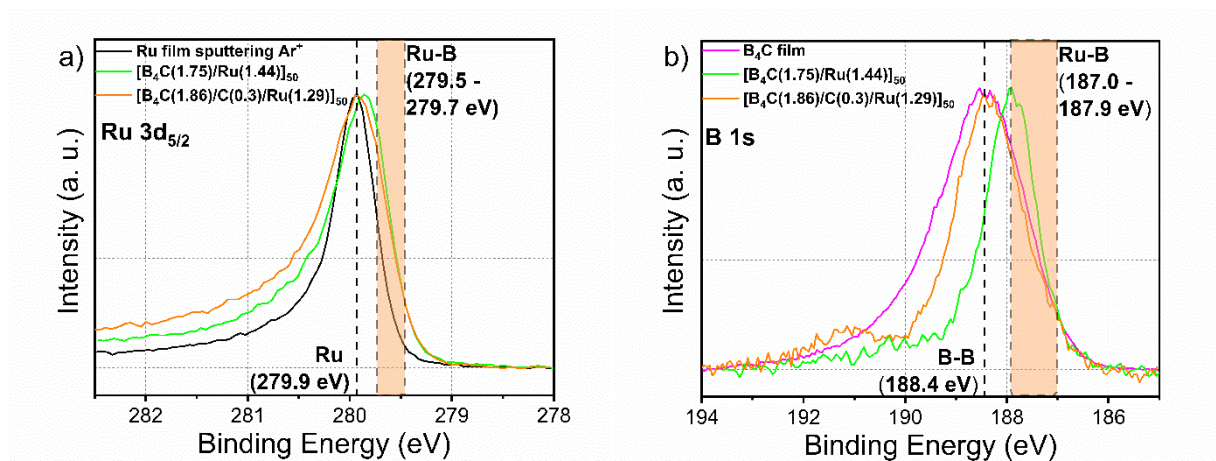 a)
Ru film sputtering Ar⁺
[B₄C(1.75)/Ru(1.44)]₅₀
[B₄C(1.86)/C(0.3)/Ru(1.29)]₅₀
Ru 3d₅/₂
Ru-B
(279.5 -
279.7 eV)
Ru
(279.9 eV)
Intensity (a. u.)
282 281 280 279 278
Binding Energy (eV)
b)
B₄C film
[B₄C(1.75)/Ru(1.44)]₅₀
[B₄C(1.86)/C(0.3)/Ru(1.29)]₅₀
B 1s
Ru-B
(187.0 -
187.9 eV)
B-B
(188.4 eV)
Intensity (a. u.)
194 192 190 188 186
Binding Energy (eV)